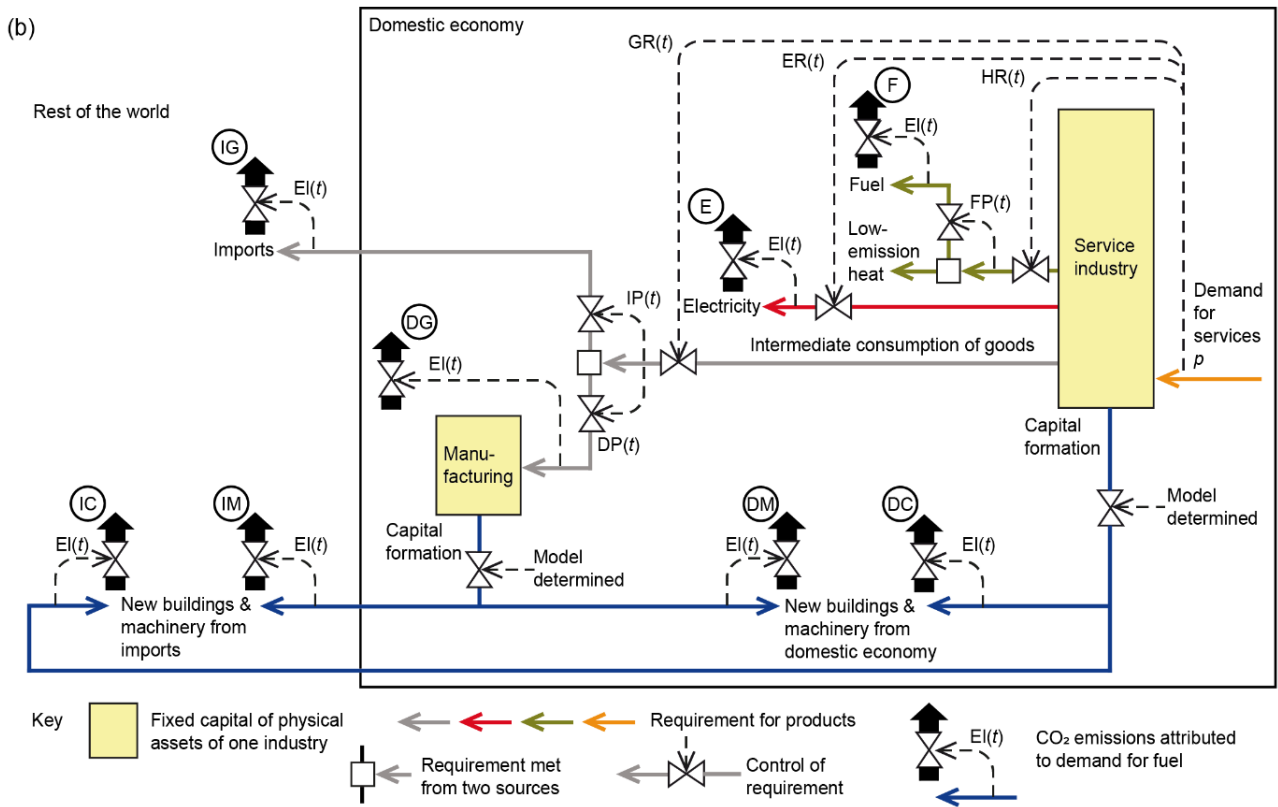 (b)
Domestic economy
Rest of the world
GR(t)
ER(t)
HR(t)
F
EI(t)
Fuel
FP(t)
Low-
emission
heat
Service
industry
IG
EI(t)
Imports
E
EI(t)
Electricity
IP(t)
Intermediate consumption of goods
Demand
for
services
p
DG
EI(t)
DP(t)
Manu-
facturing
Capital
formation
Model
determined
Capital
formation
Model
determined
IC
EI(t)
IM
EI(t)
New buildings &
machinery from
imports
DM
EI(t)
DC
EI(t)
New buildings &
machinery from
domestic economy
Key
Fixed capital of physical
assets of one industry
Requirement for products
Requirement met
from two sources
Control of
requirement
EI(t)
CO₂ emissions attributed
to demand for fuel